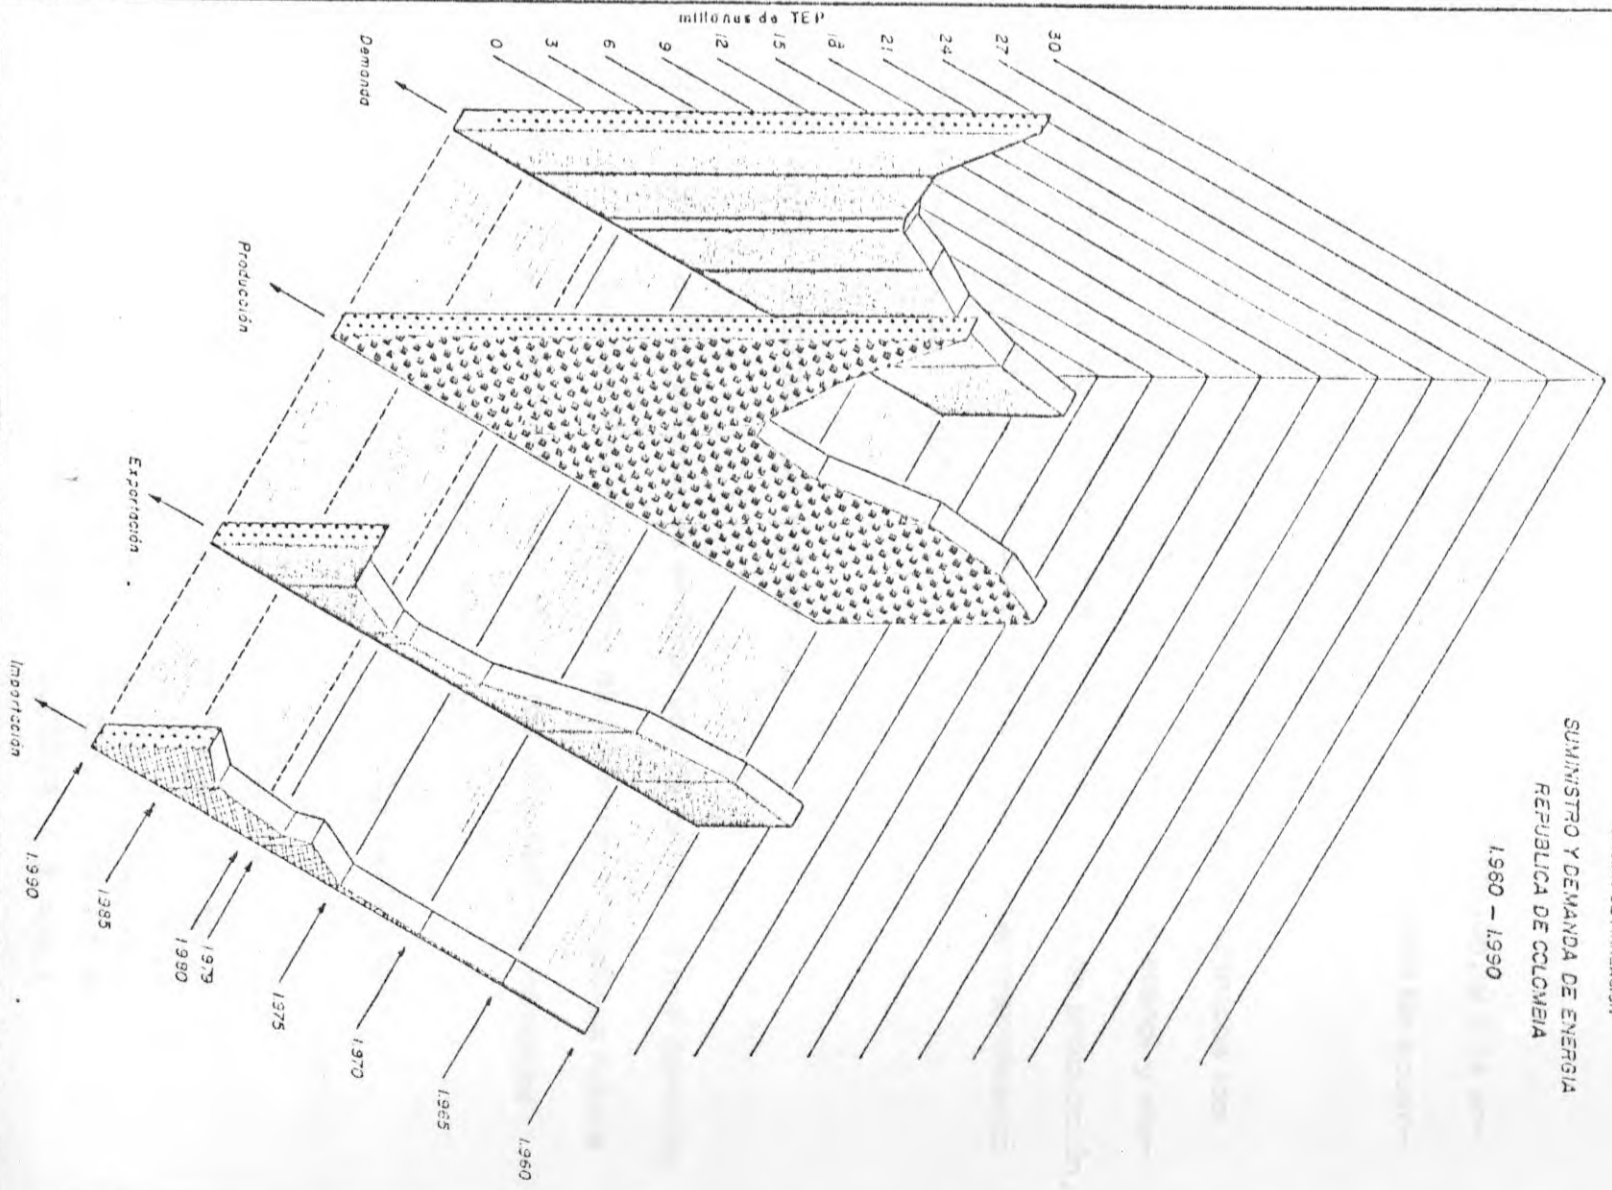 SUMINISTRO Y DEMANDA DE ENERGIA
REPUBLICA DE COLOMBIA
1.960 - 1.990
millones de TEP
30
27
24
21
18
15
12
9
6
3
0
Demanda
Producción
Exportación
Importación
1.960
1.965
1.970
1.975
1.979
1.980
1.985
1.990